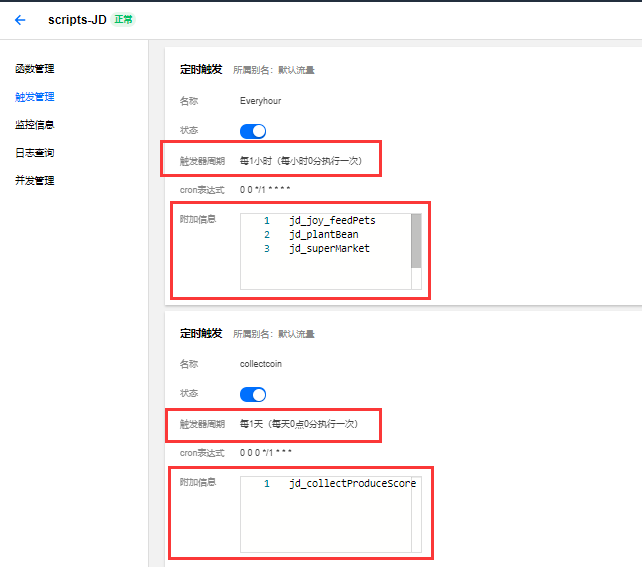 scripts-JD 正常
函数管理
触发管理
监控信息
日志查询
并发管理
定时触发 所属别名: 默认流量
名称 Everyhour
状态
触发器周期 每1小时（每小时0分执行一次）
cron表达式 0 0 */1 * * * *
附加信息
1 jd_joy_feedPets
2 jd_plantBean
3 jd_superMarket
定时触发 所属别名: 默认流量
名称 collectcoin
状态
触发器周期 每1天（每天0点0分执行一次）
cron表达式 0 0 0 */1 * * *
附加信息
1 jd_collectProduceScore